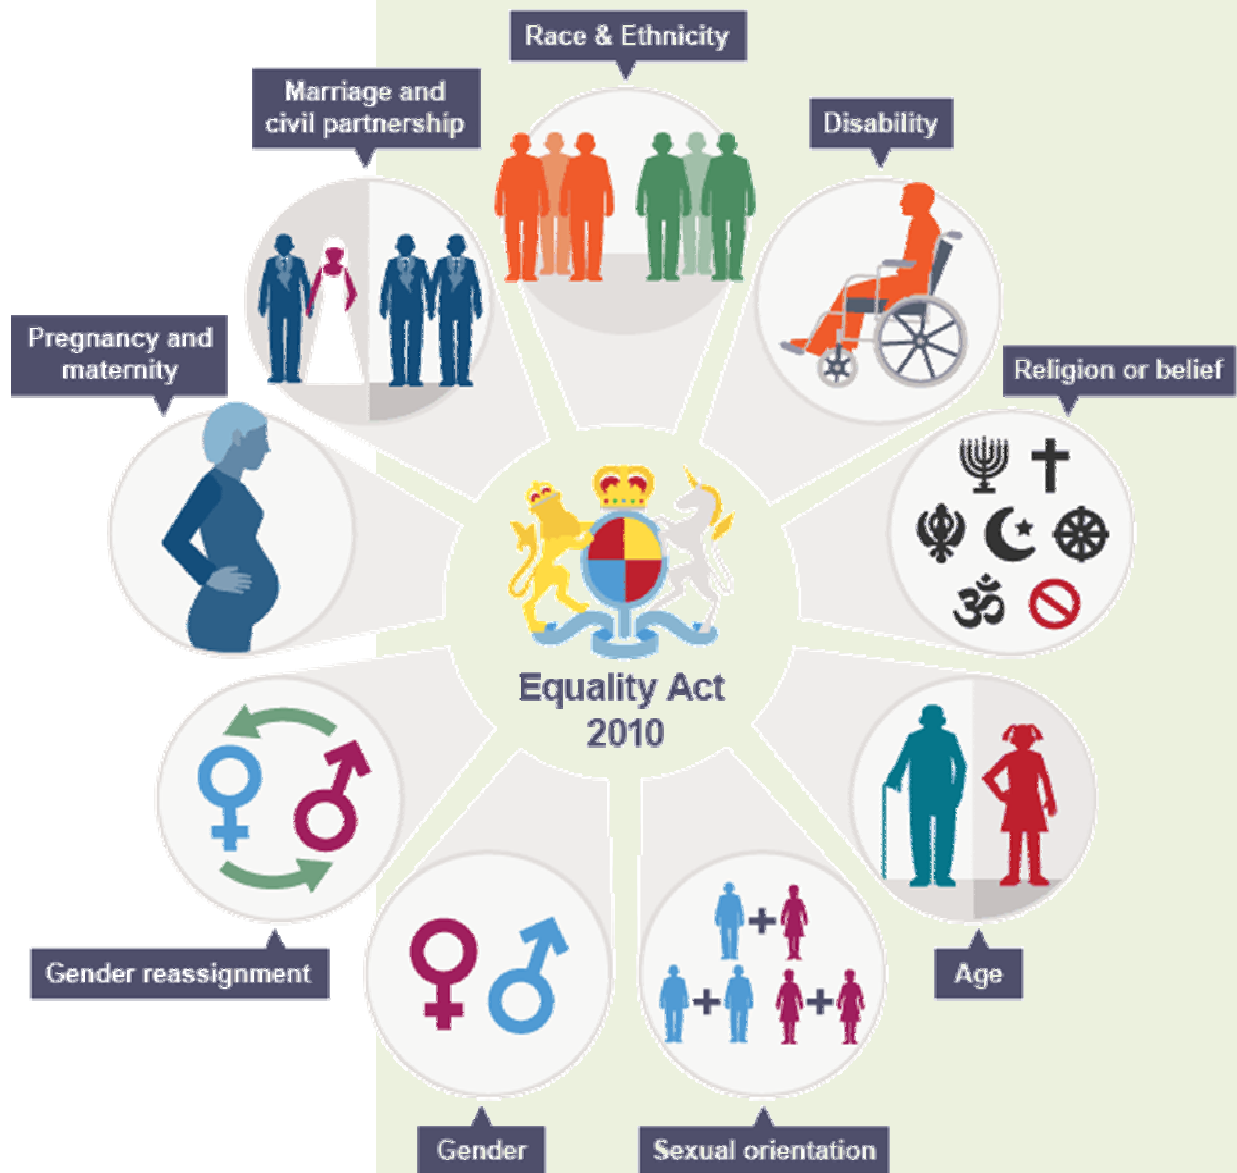 Race & Ethnicity
Marriage and
civil partnership
Disability
Pregnancy and
maternity
Religion or belief
Equality Act
2010
Gender reassignment
Age
Gender
Sexual orientation